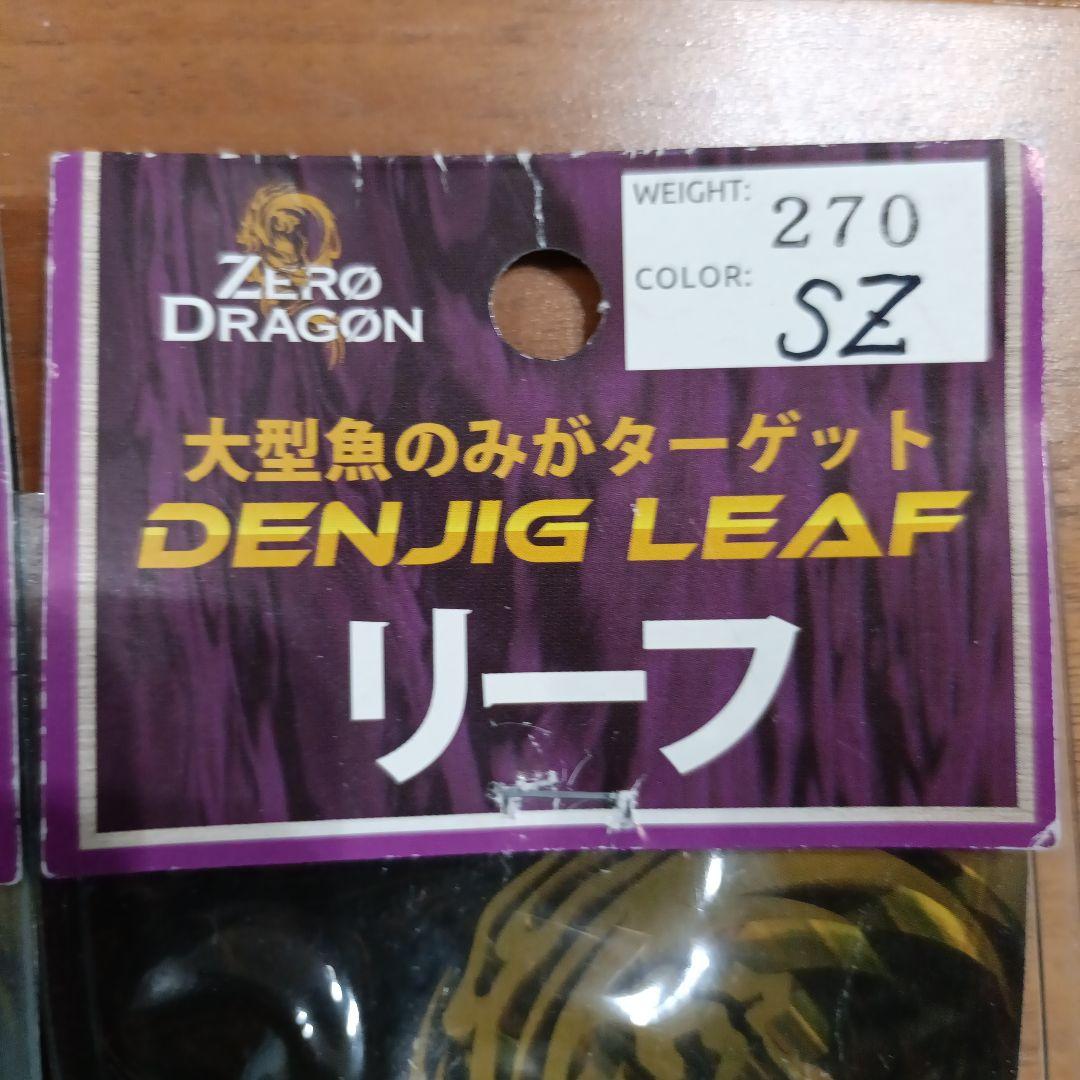 ZERØ
DRAGØN
WEIGHT: 270
COLOR: SZ
大型魚のみがターゲット
DENJIG LEAF
リーフ